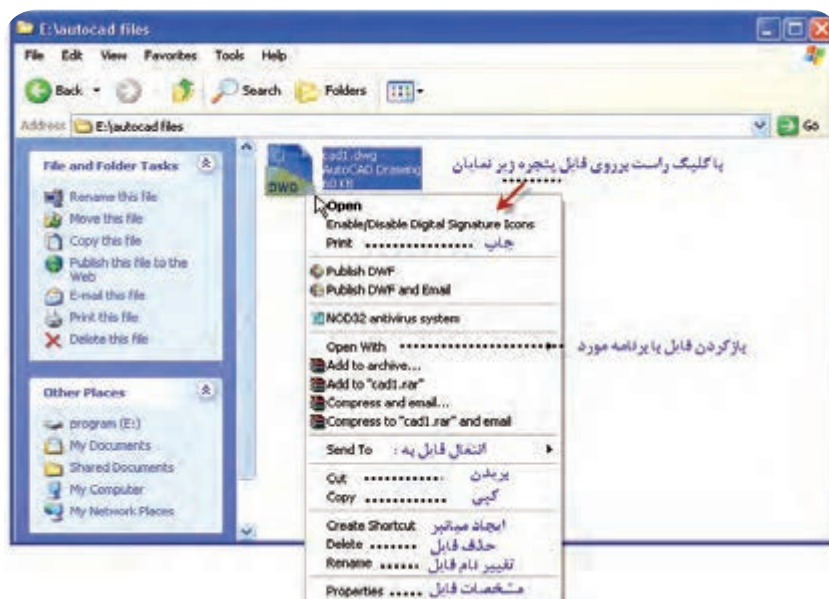 E:\autocad files
File Edit View Favorites Tools Help
Back Search Folders
Address E:\autocad files Go
File and Folder Tasks
Rename this file
Move this file
Copy this file
Publish this file to the Web
E-mail this file
Print this file
Delete this file
Other Places
program (E:)
My Documents
Shared Documents
My Computer
My Network Places
cad1.dwg
AutoCAD Drawing
60 KB
DWG
با کلیک راست برروی فایل پنجره زیر نمایان
Open
Enable/Disable Digital Signature Icons
Print ................ چاپ
Publish DWF
Publish DWF and Email
NOD32 antivirus system
Open With ................ بازکردن فایل با برنامه مورد
Add to archive...
Add to "cad1.rar"
Compress and email...
Compress to "cad1.rar" and email
Send To انتقال فایل به :
Cut ............ بریدن
Copy ............ کپی
Create Shortcut ایجاد میانبر
Delete ....... حذف فایل
Rename ...... تغییر نام فایل
Properties ..... مشخصات فایل